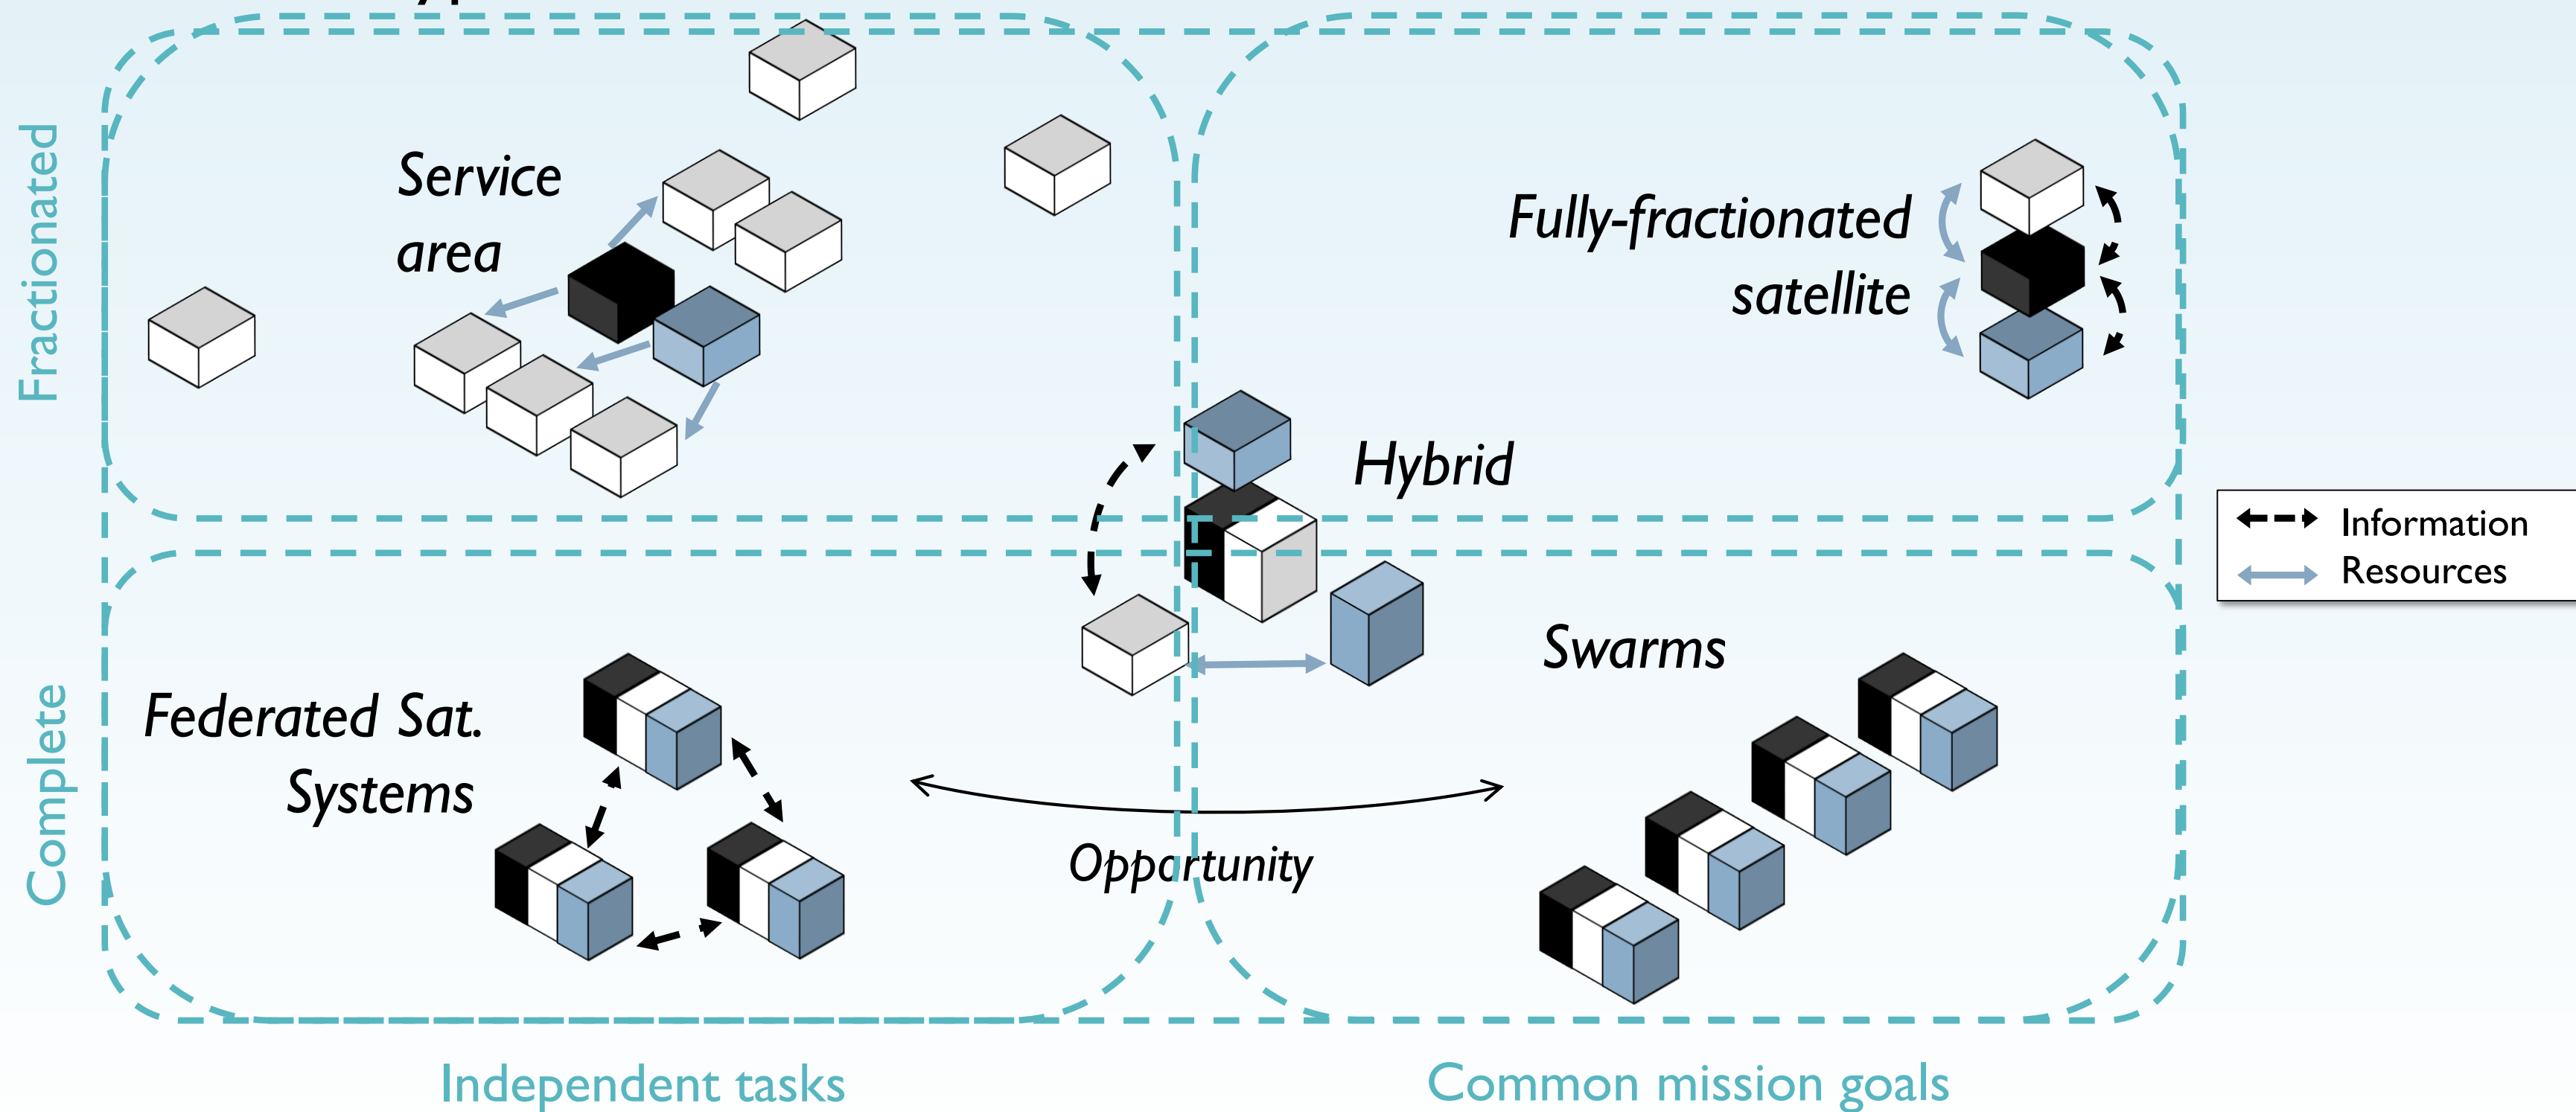 Fractionated
Service
area
Fully-fractionated
satellite
Hybrid
Information
Resources
Complete
Federated Sat.
Systems
Swarms
Opportunity
Independent tasks
Common mission goals